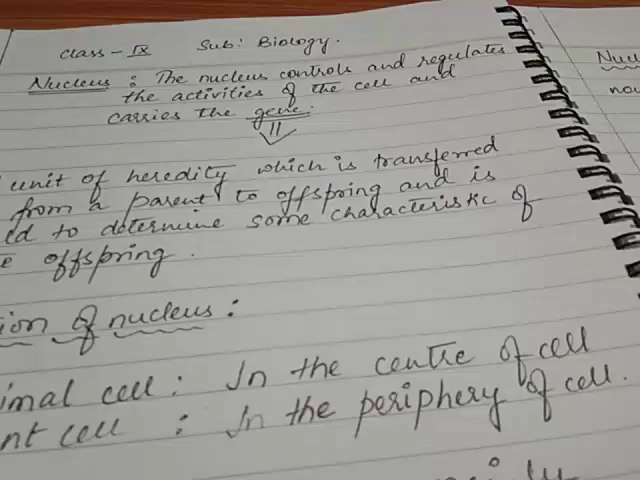 Class - IX Sub: Biology.
Nucleus: The nucleus controls and regulates
the activities of the cell and
carries the gene.
unit of heredity which is transferred
from a parent to offspring and is
to determine some characteristic of
offspring.
of nucleus:
cell: In the centre of cell
cell: In the periphery of cell.